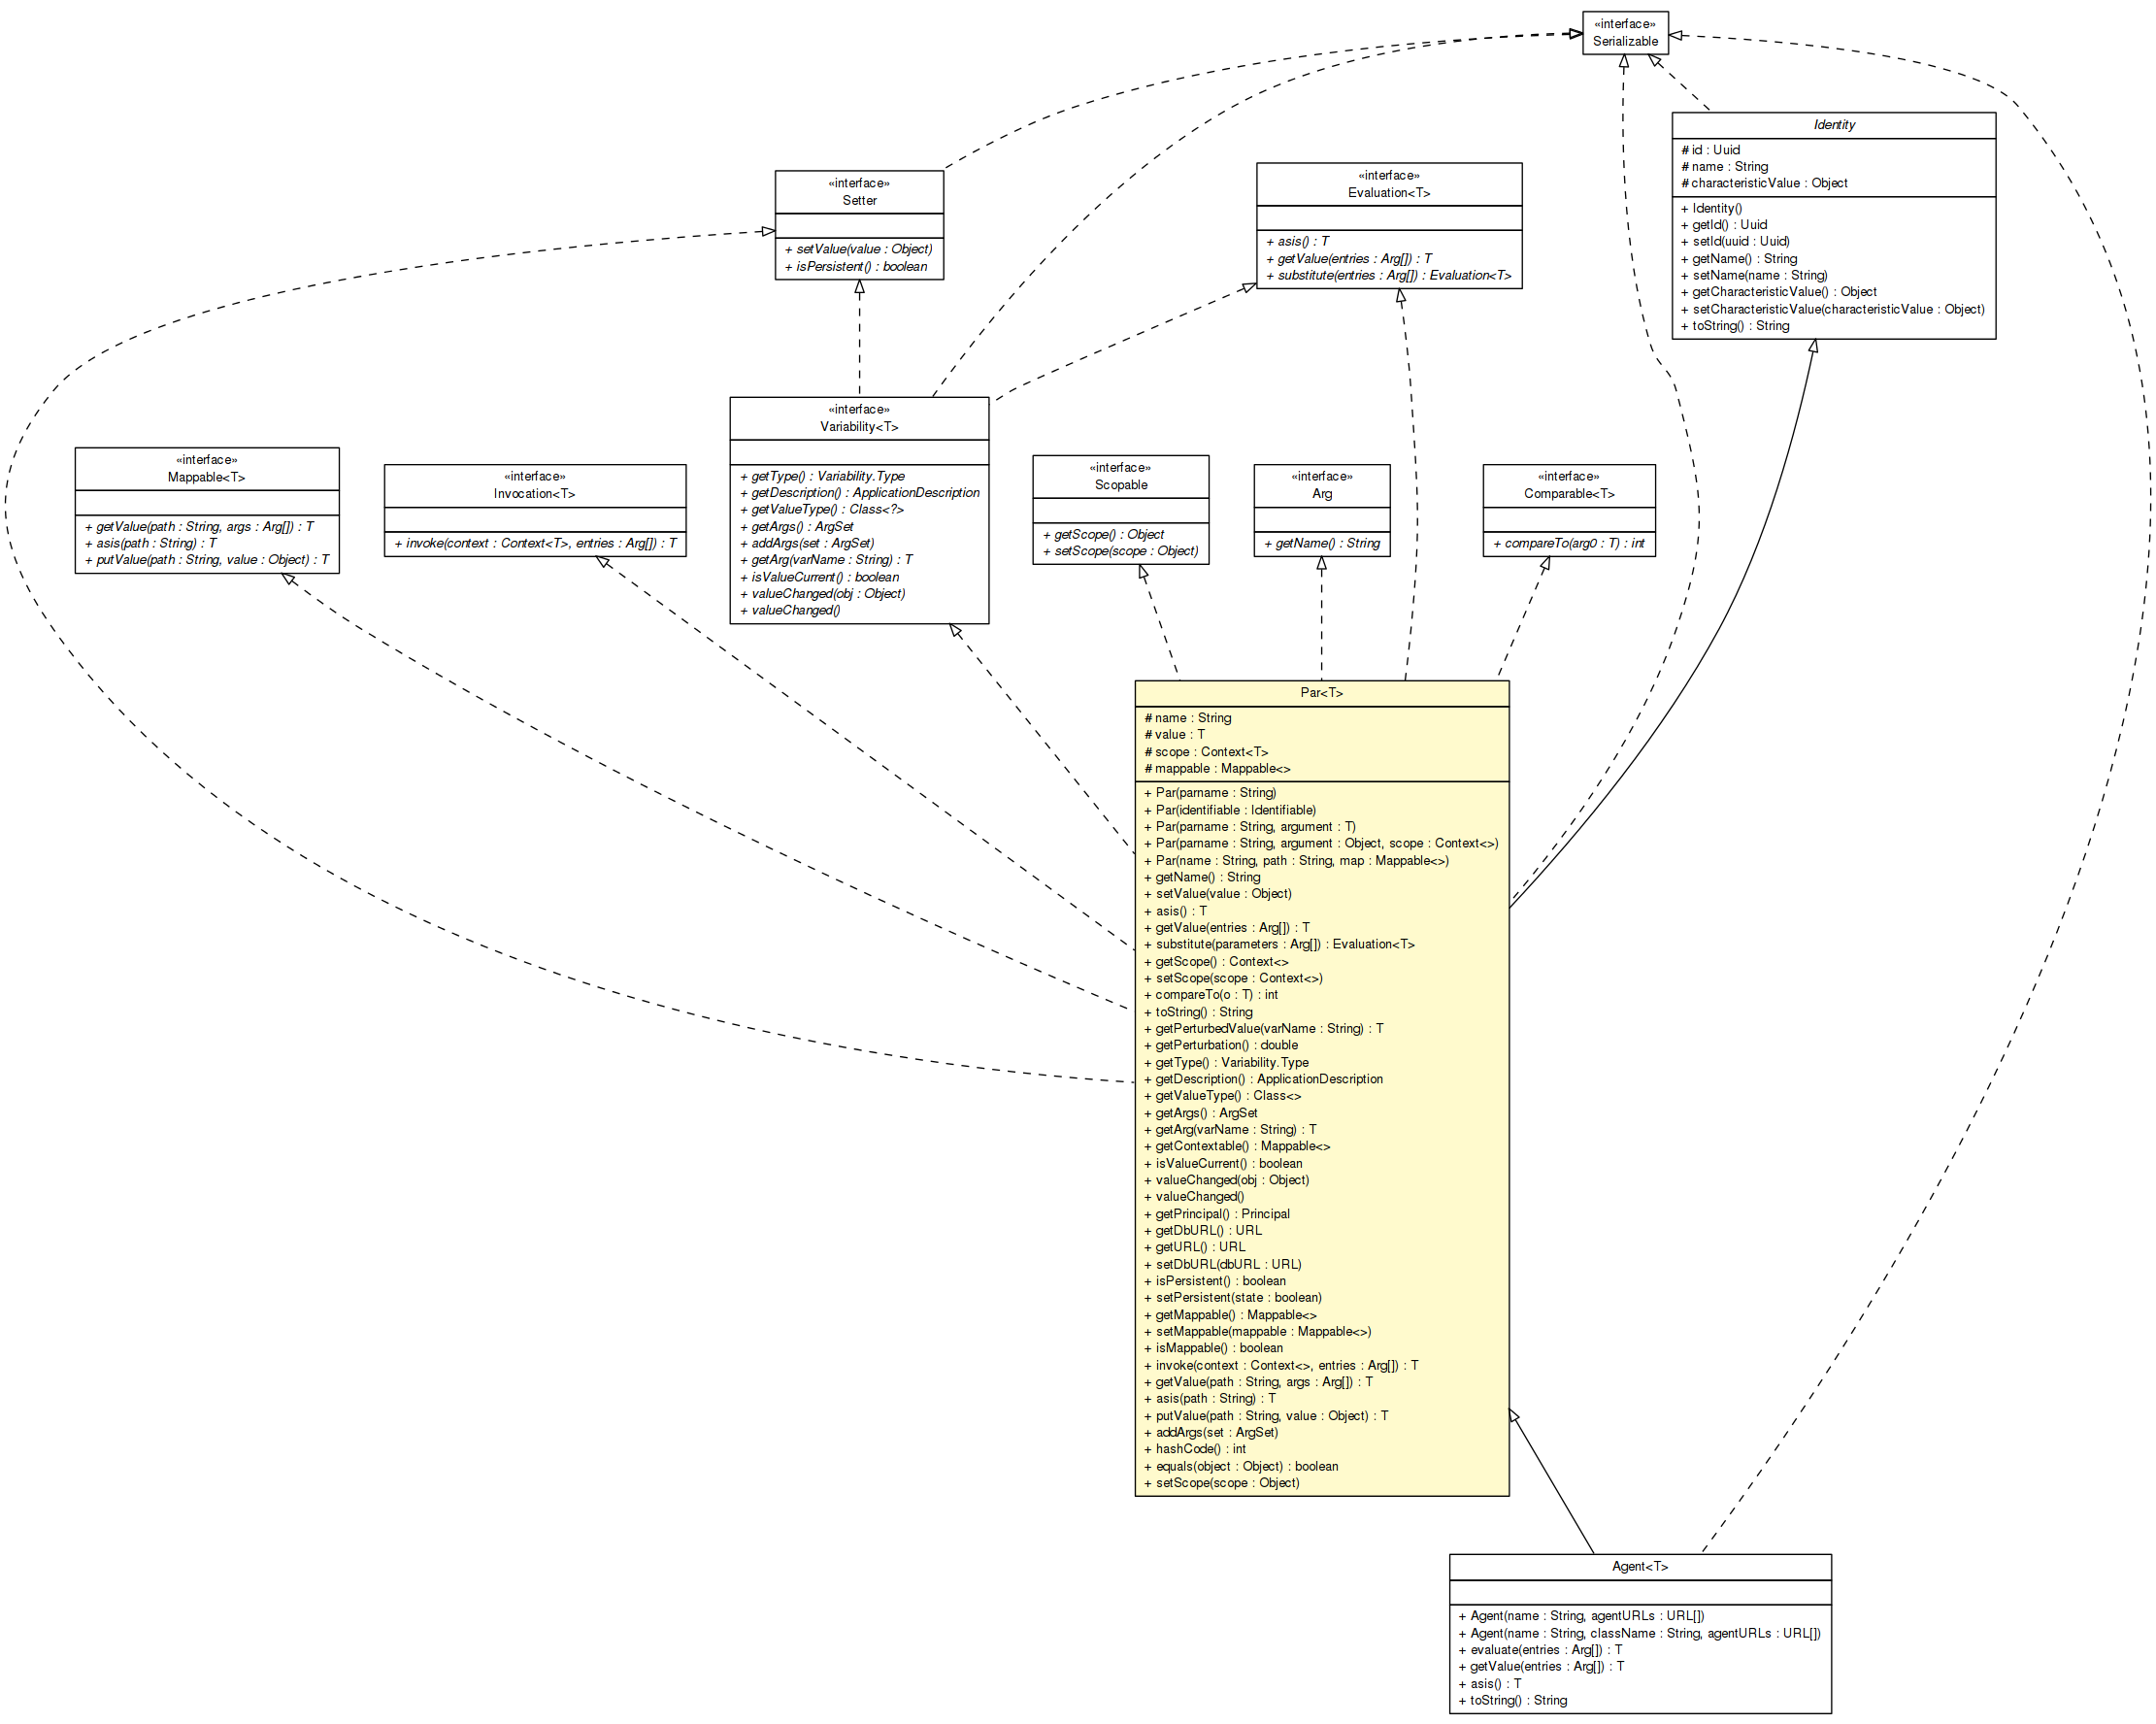 «interface»
Serializable
Identity
# id : Uuid
# name : String
# characteristicValue : Object
+ Identity()
+ getId() : Uuid
+ setId(uuid : Uuid)
+ getName() : String
+ setName(name : String)
+ getCharacteristicValue() : Object
+ setCharacteristicValue(characteristicValue : Object)
+ toString() : String
«interface»
Setter
+ setValue(value : Object)
+ isPersistent() : boolean
«interface»
Evaluation<T>
+ asis() : T
+ getValue(entries : Arg[]) : T
+ substitute(entries : Arg[]) : Evaluation<T>
«interface»
Mappable<T>
+ getValue(path : String, args : Arg[]) : T
+ asis(path : String) : T
+ putValue(path : String, value : Object) : T
«interface»
Invocation<T>
+ invoke(context : Context<T>, entries : Arg[]) : T
«interface»
Variability<T>
+ getType() : Variability.Type
+ getDescription() : ApplicationDescription
+ getValueType() : Class<?>
+ getArgs() : ArgSet
+ addArgs(set : ArgSet)
+ getArg(varName : String) : T
+ isValueCurrent() : boolean
+ valueChanged(obj : Object)
+ valueChanged()
«interface»
Scopable
+ getScope() : Object
+ setScope(scope : Object)
«interface»
Arg
+ getName() : String
«interface»
Comparable<T>
+ compareTo(arg0 : T) : int
Par<T>
# name : String
# value : T
# scope : Context<T>
# mappable : Mappable<>
+ Par(parname : String)
+ Par(identifiable : Identifiable)
+ Par(parname : String, argument : T)
+ Par(parname : String, argument : Object, scope : Context<>)
+ Par(name : String, path : String, map : Mappable<>)
+ getName() : String
+ setValue(value : Object)
+ asis() : T
+ getValue(entries : Arg[]) : T
+ substitute(parameters : Arg[]) : Evaluation<T>
+ getScope() : Context<>
+ setScope(scope : Context<>)
+ compareTo(o : T) : int
+ toString() : String
+ getPerturbedValue(varName : String) : T
+ getPerturbation() : double
+ getType() : Variability.Type
+ getDescription() : ApplicationDescription
+ getValueType() : Class<>
+ getArgs() : ArgSet
+ getArg(varName : String) : T
+ getContextable() : Mappable<>
+ isValueCurrent() : boolean
+ valueChanged(obj : Object)
+ valueChanged()
+ getPrincipal() : Principal
+ getDbURL() : URL
+ getURL() : URL
+ setDbURL(dbURL : URL)
+ isPersistent() : boolean
+ setPersistent(state : boolean)
+ getMappable() : Mappable<>
+ setMappable(mappable : Mappable<>)
+ isMappable() : boolean
+ invoke(context : Context<>, entries : Arg[]) : T
+ getValue(path : String, args : Arg[]) : T
+ asis(path : String) : T
+ putValue(path : String, value : Object) : T
+ addArgs(set : ArgSet)
+ hashCode() : int
+ equals(object : Object) : boolean
+ setScope(scope : Object)
Agent<T>
+ Agent(name : String, agentURLs : URL[])
+ Agent(name : String, className : String, agentURLs : URL[])
+ evaluate(entries : Arg[]) : T
+ getValue(entries : Arg[]) : T
+ asis() : T
+ toString() : String